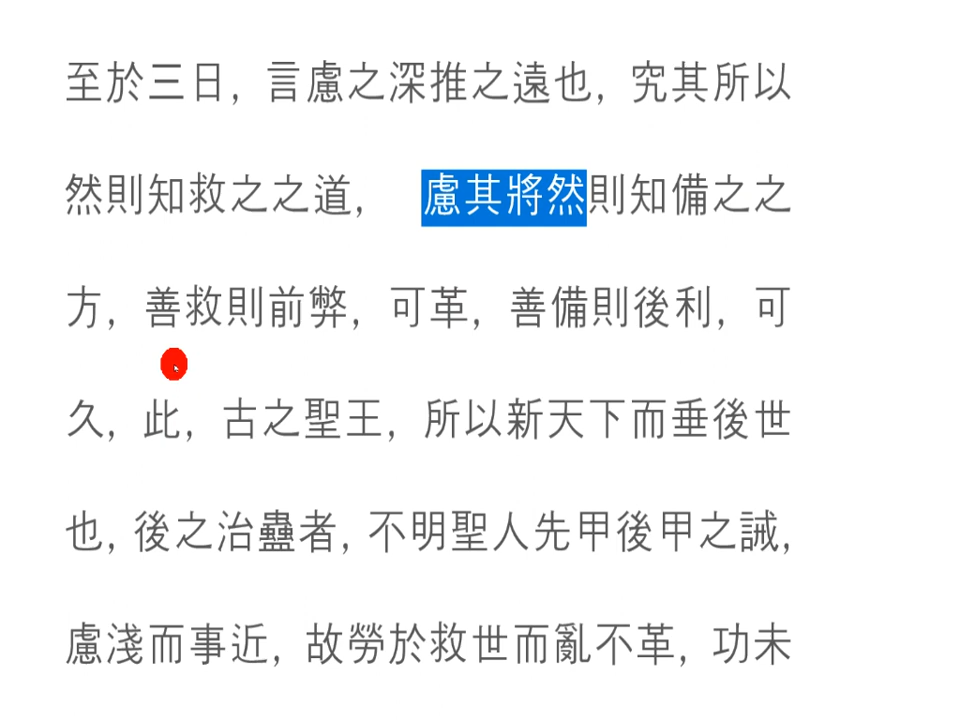 至於三日，言慮之深推之遠也，究其所以
然則知救之之道，　慮其將然則知備之之
方，善救則前弊，可革，善備則後利，可
久，此，古之聖王，所以新天下而垂後世
也，後之治蠱者，不明聖人先甲後甲之誡，
慮淺而事近，故勞於救世而亂不革，功未